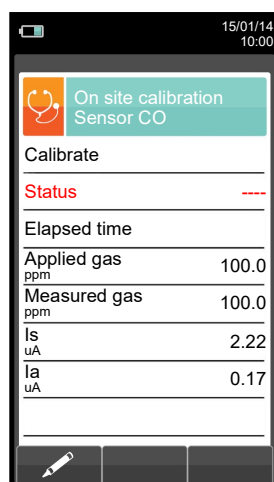 15/01/14
10:00
On site calibration
Sensor CO
Calibrate
Status ----
Elapsed time
Applied gas 100.0
ppm
Measured gas 100.0
ppm
Is 2.22
uA
Ia 0.17
uA